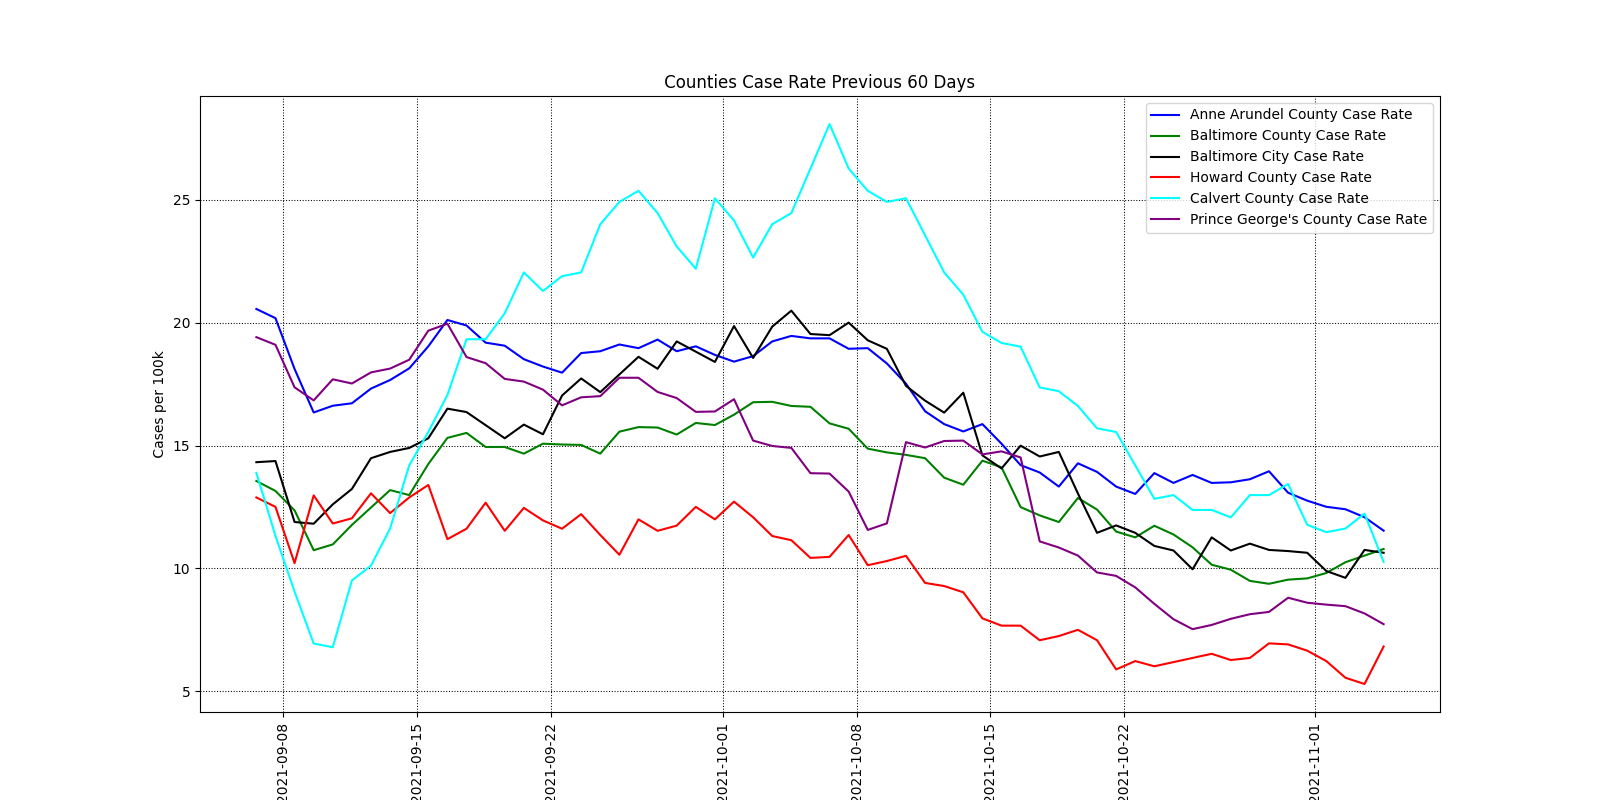 Counties Case Rate Previous 60 Days
Anne Arundel County Case Rate
Baltimore County Case Rate
Baltimore City Case Rate
Howard County Case Rate
Calvert County Case Rate
Prince George's County Case Rate
Cases per 100k
25
20
15
10
5
2021-09-08
2021-09-15
2021-09-22
2021-10-01
2021-10-08
2021-10-15
2021-10-22
2021-11-01